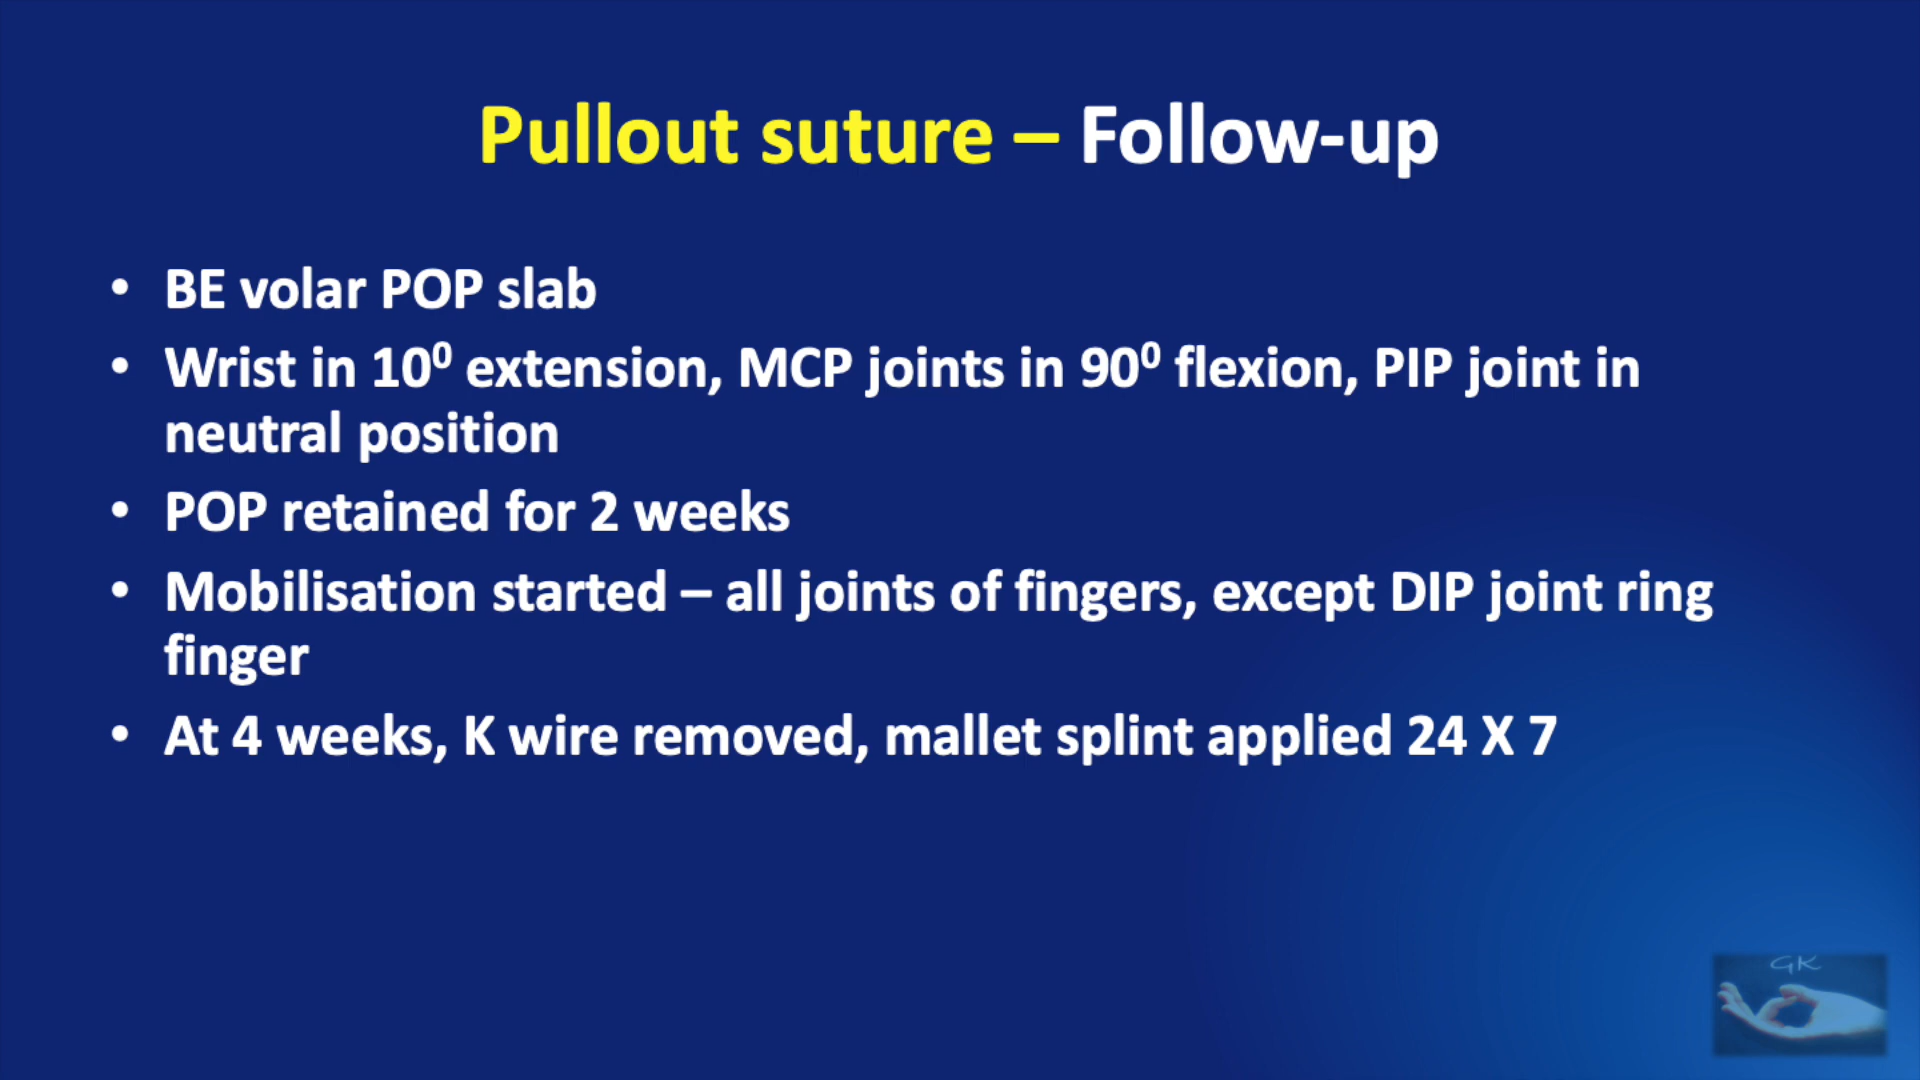 Pullout suture – Follow-up
• BE volar POP slab
• Wrist in 10⁰ extension, MCP joints in 90⁰ flexion, PIP joint in
neutral position
• POP retained for 2 weeks
• Mobilisation started – all joints of fingers, except DIP joint ring
finger
• At 4 weeks, K wire removed, mallet splint applied 24 X 7
GK